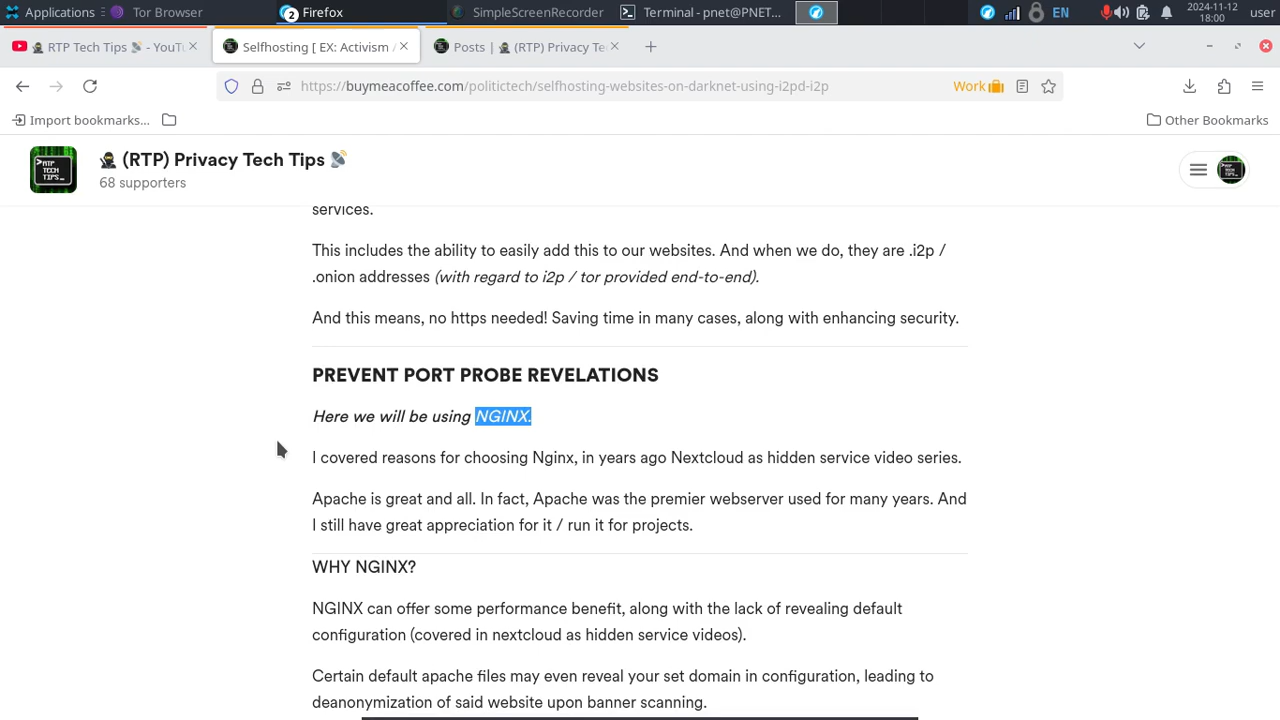 Applications
Tor Browser
2 Firefox
SimpleScreenRecorder
Terminal - pnet@PNET...
EN
2024-11-12
18:00
user
RTP Tech Tips - YouTu
Selfhosting [ EX: Activism /
Posts | (RTP) Privacy Te
https://buymeacoffee.com/politictech/selfhosting-websites-on-darknet-using-i2pd-i2p
Work
Import bookmarks...
Other Bookmarks
>RTP
TECH
TIPS_
(RTP) Privacy Tech Tips
68 supporters
services.
This includes the ability to easily add this to our websites. And when we do, they are .i2p /
.onion addresses (with regard to i2p / tor provided end-to-end).
And this means, no https needed! Saving time in many cases, along with enhancing security.
PREVENT PORT PROBE REVELATIONS
Here we will be using NGINX.
I covered reasons for choosing Nginx, in years ago Nextcloud as hidden service video series.
Apache is great and all. In fact, Apache was the premier webserver used for many years. And
I still have great appreciation for it / run it for projects.
WHY NGINX?
NGINX can offer some performance benefit, along with the lack of revealing default
configuration (covered in nextcloud as hidden service videos).
Certain default apache files may even reveal your set domain in configuration, leading to
deanonymization of said website upon banner scanning.